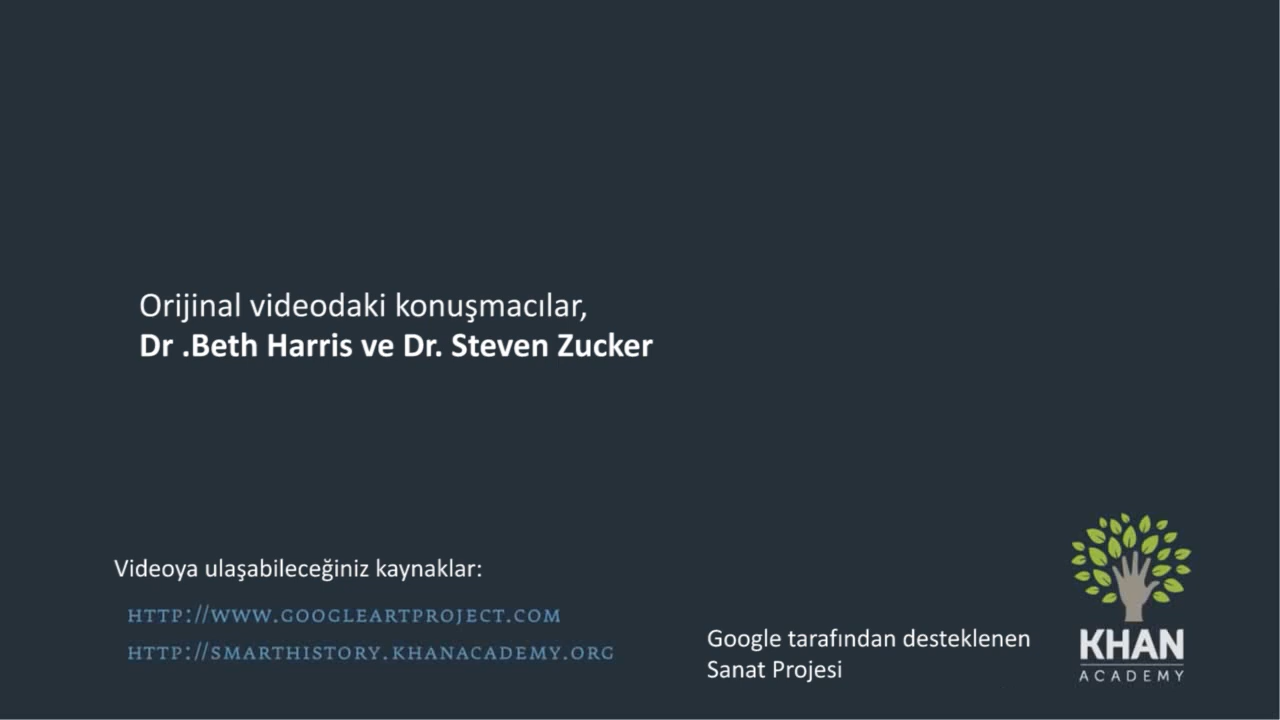 Orijinal videodaki konuşmacılar,
Dr .Beth Harris ve Dr. Steven Zucker
Videoya ulaşabileceğiniz kaynaklar:
HTTP://WWW.GOOGLEARTPROJECT.COM
HTTP://SMARTHISTORY.KHANACADEMY.ORG
Google tarafından desteklenen
Sanat Projesi
KHAN
ACADEMY